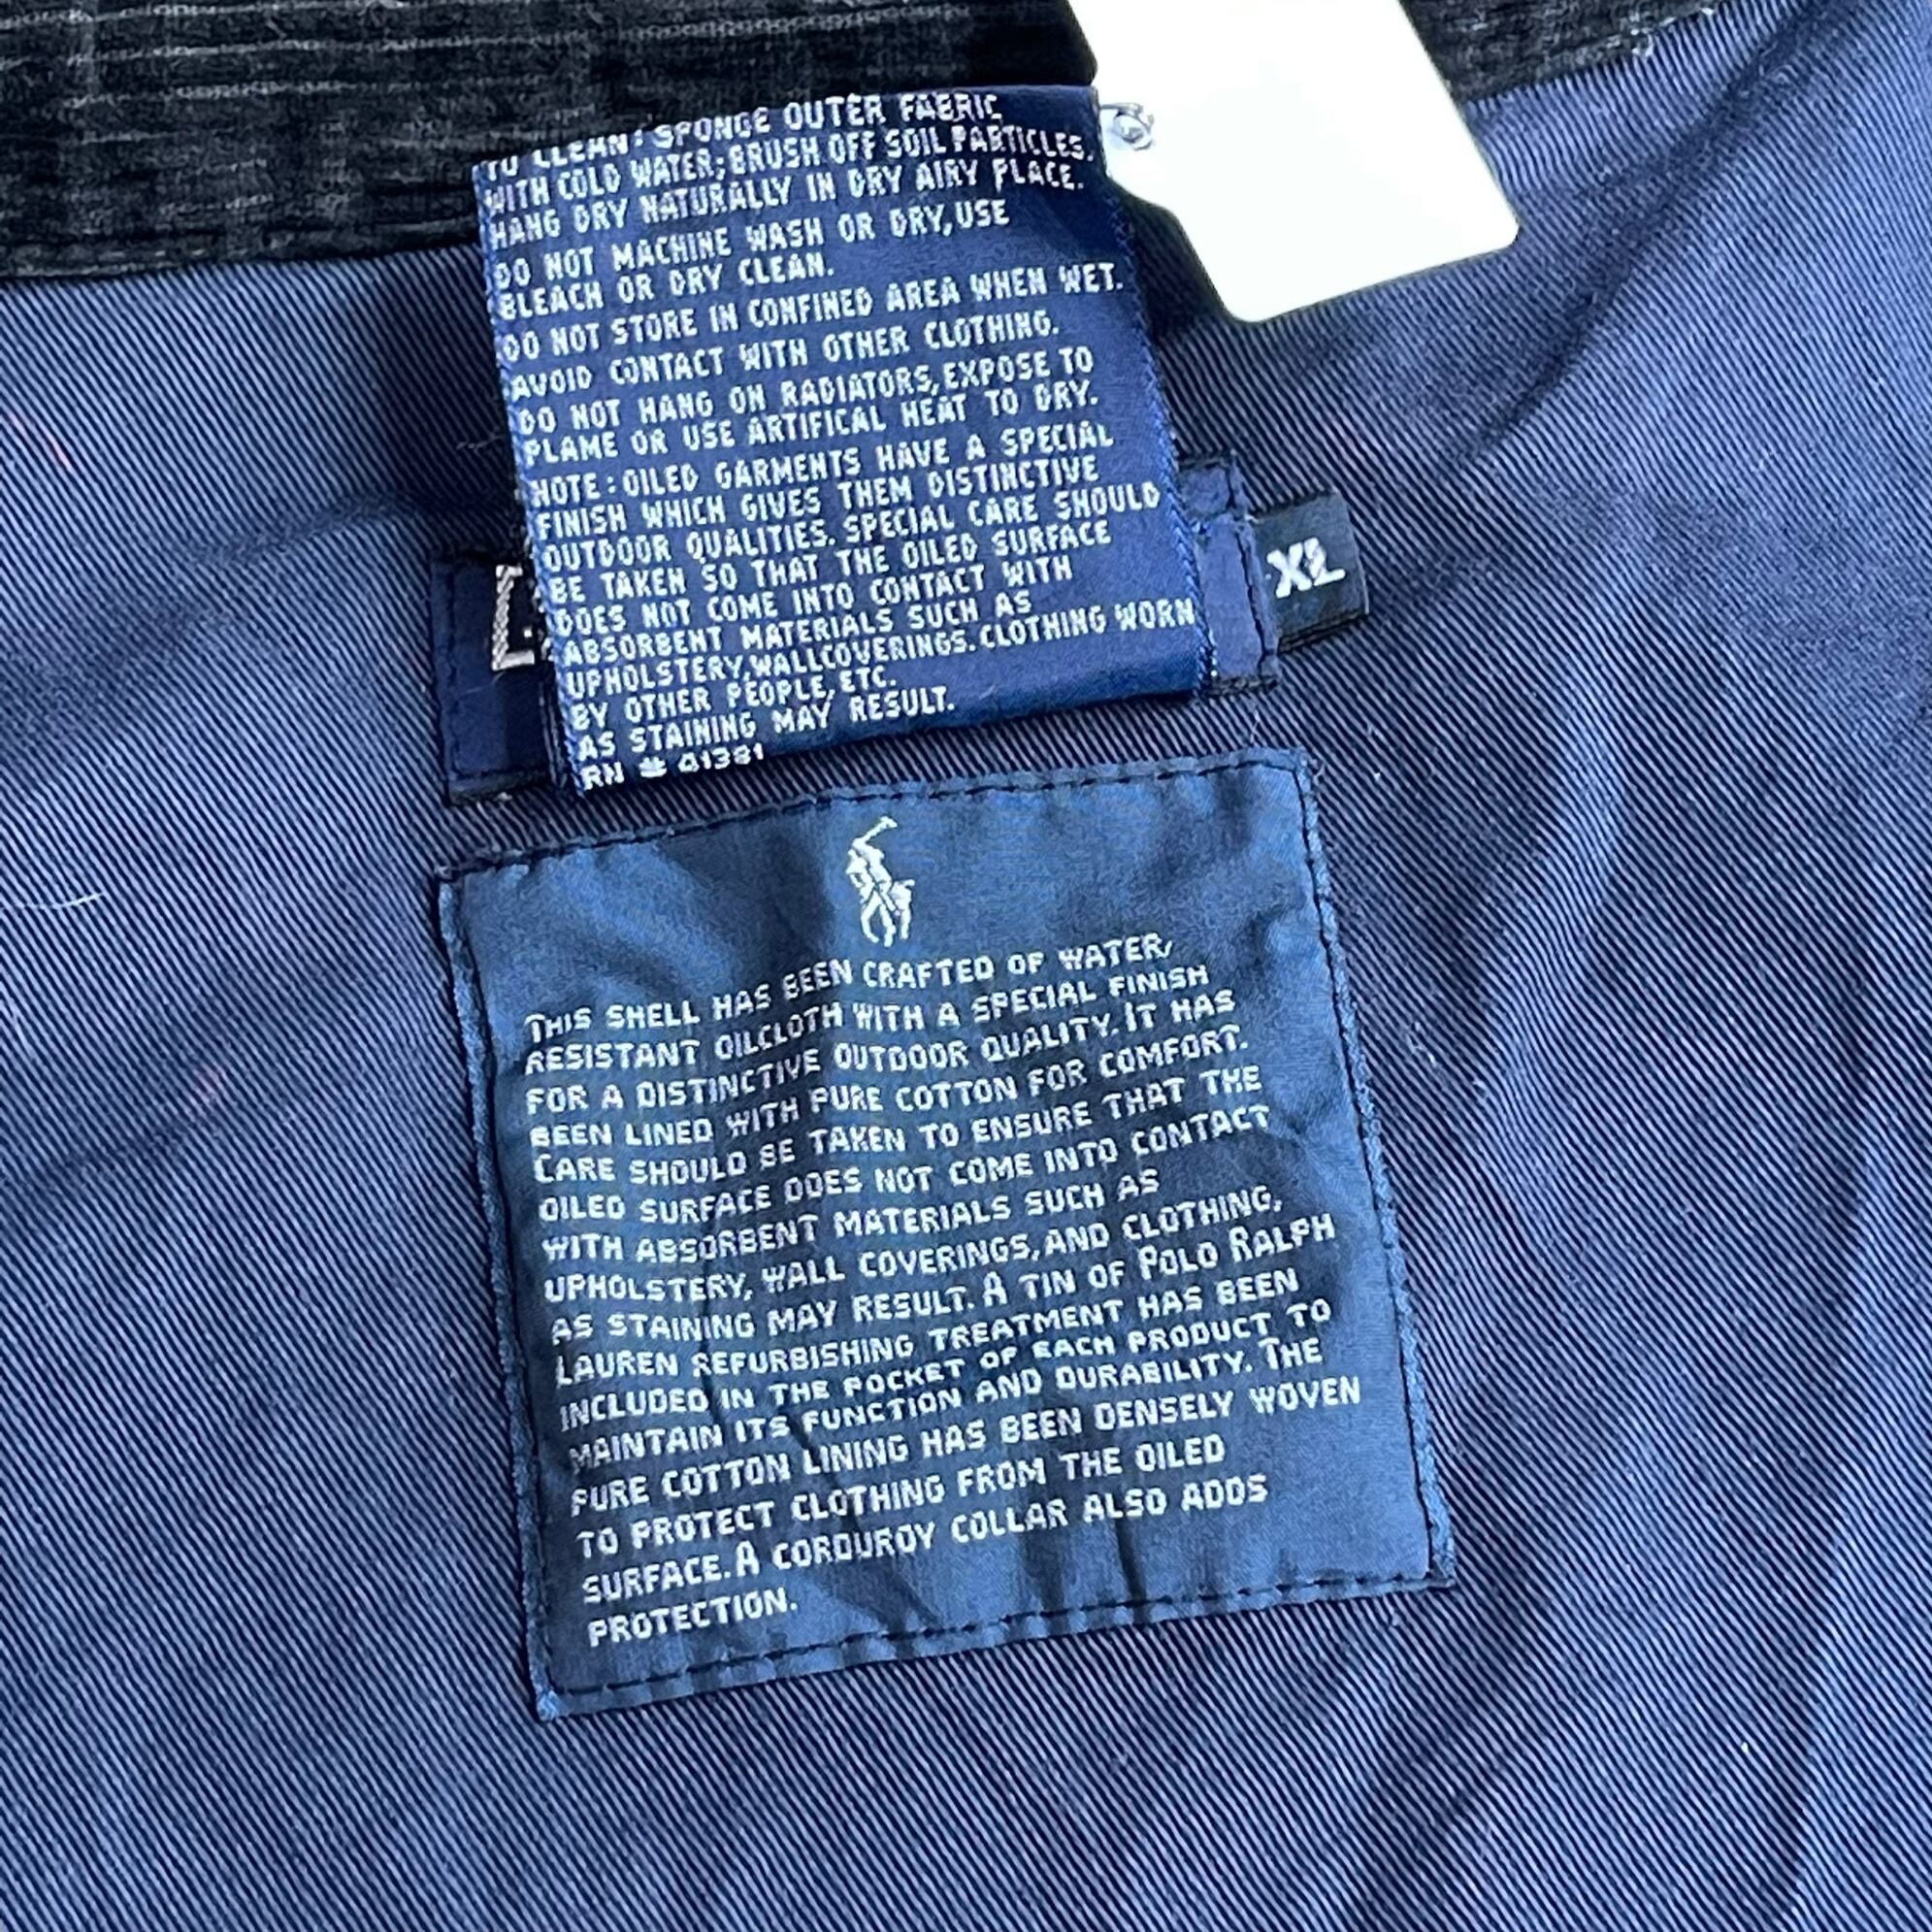 TO CLEAN: SPONGE OUTER FABRIC
WITH COLD WATER; BRUSH OFF SOIL PARTICLES.
HANG DRY NATURALLY IN DRY AIRY PLACE.
DO NOT MACHINE WASH OR DRY, USE
BLEACH OR DRY CLEAN.
DO NOT STORE IN CONFINED AREA WHEN WET.
AVOID CONTACT WITH OTHER CLOTHING.
DO NOT HANG ON RADIATORS, EXPOSE TO
FLAME OR USE ARTIFICAL HEAT TO DRY.
NOTE: OILED GARMENTS HAVE A SPECIAL
FINISH WHICH GIVES THEM DISTINCTIVE
OUTDOOR QUALITIES. SPECIAL CARE SHOULD
BE TAKEN SO THAT THE OILED SURFACE
DOES NOT COME INTO CONTACT WITH
ABSORBENT MATERIALS SUCH AS
UPHOLSTERY, WALLCOVERINGS. CLOTHING WORN
BY OTHER PEOPLE, ETC.
AS STAINING MAY RESULT.
RN # 41381
XL
THIS SHELL HAS BEEN CRAFTED OF WATER,
RESISTANT OILCLOTH WITH A SPECIAL FINISH
FOR A DISTINCTIVE OUTDOOR QUALITY. IT HAS
BEEN LINED WITH PURE COTTON FOR COMFORT.
CARE SHOULD BE TAKEN TO ENSURE THAT THE
OILED SURFACE DOES NOT COME INTO CONTACT
WITH ABSORBENT MATERIALS SUCH AS
UPHOLSTERY, WALL COVERINGS, AND CLOTHING,
AS STAINING MAY RESULT. A TIN OF POLO RALPH
LAUREN REFURBISHING TREATMENT HAS BEEN
INCLUDED IN THE POCKET OF EACH PRODUCT TO
MAINTAIN ITS FUNCTION AND DURABILITY. THE
PURE COTTON LINING HAS BEEN DENSELY WOVEN
TO PROTECT CLOTHING FROM THE OILED
SURFACE. A CORDUROY COLLAR ALSO ADDS
PROTECTION.